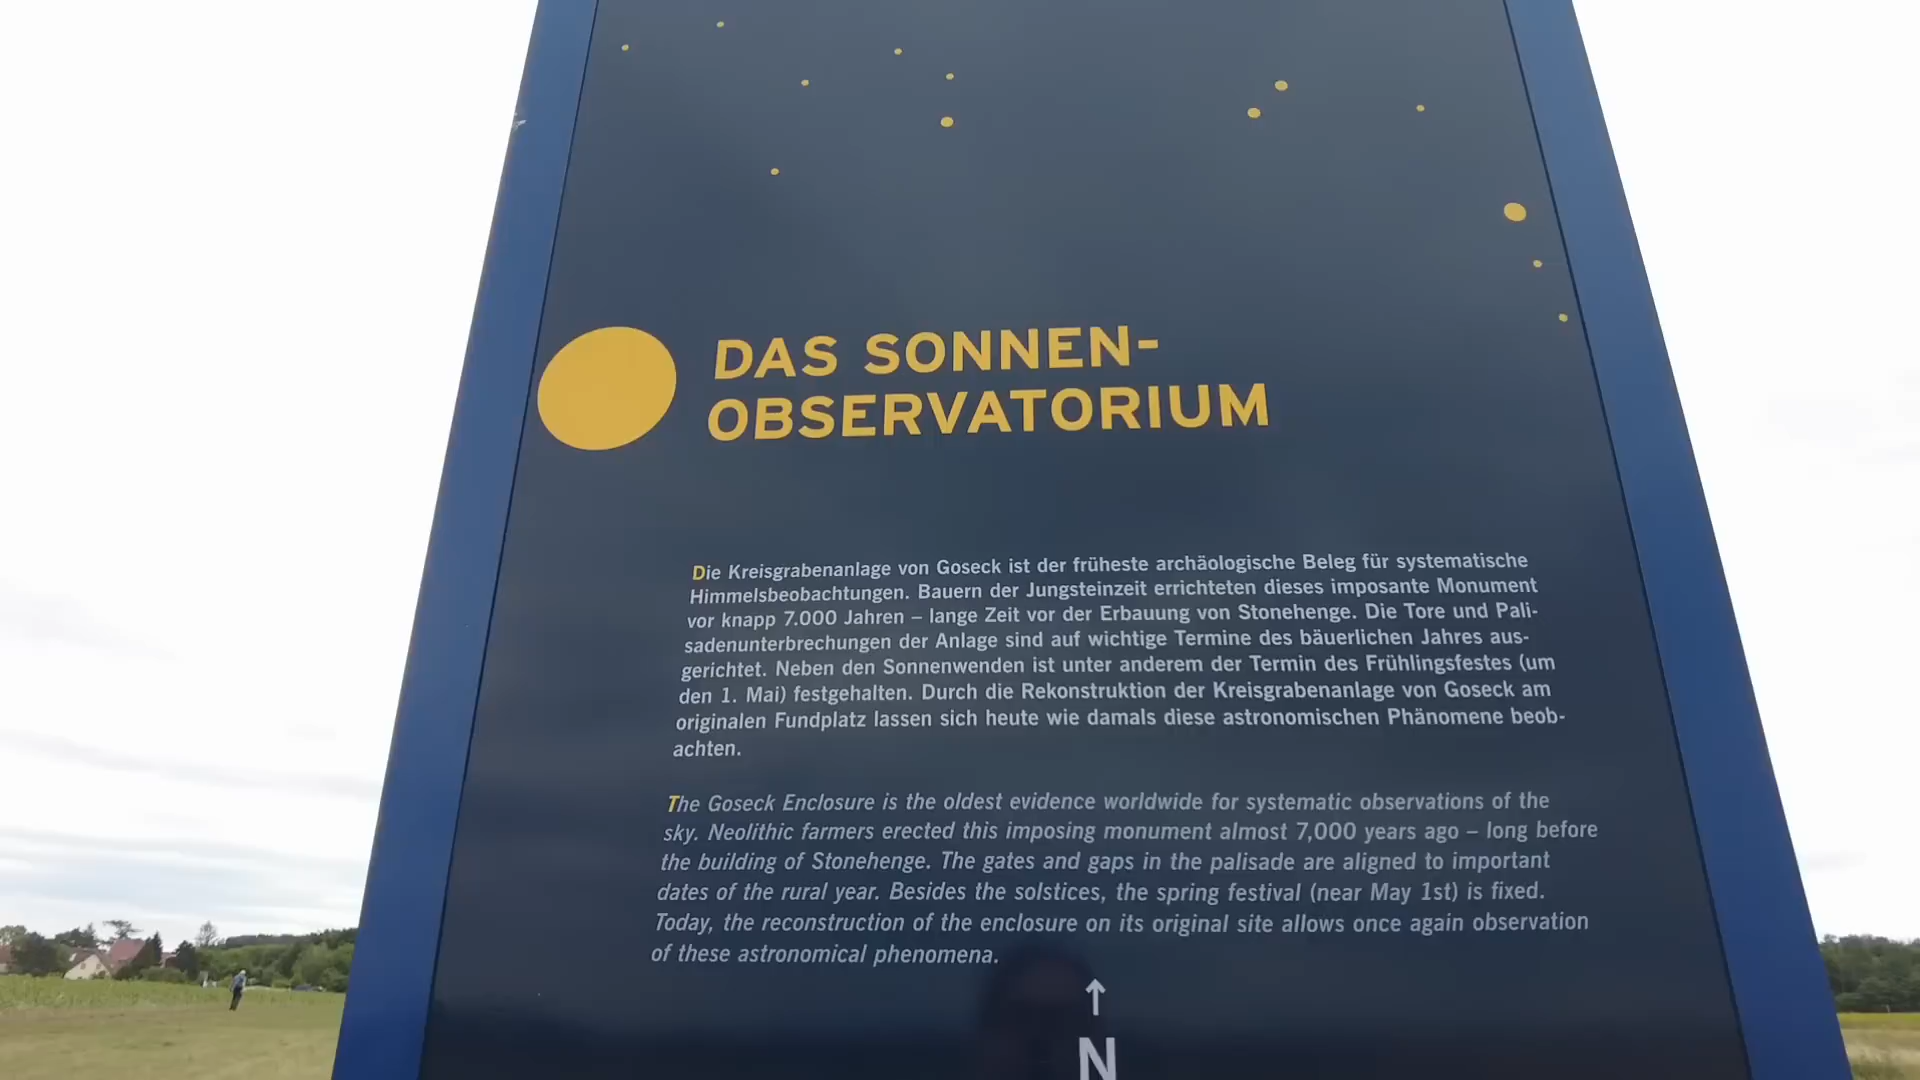 DAS SONNEN-
OBSERVATORIUM
Die Kreisgrabenanlage von Goseck ist der früheste archäologische Beleg für systematische
Himmelsbeobachtungen. Bauern der Jungsteinzeit errichteten dieses imposante Monument
vor knapp 7.000 Jahren – lange Zeit vor der Erbauung von Stonehenge. Die Tore und Pali-
sadenunterbrechungen der Anlage sind auf wichtige Termine des bäuerlichen Jahres aus-
gerichtet. Neben den Sonnenwenden ist unter anderem der Termin des Frühlingsfestes (um
den 1. Mai) festgehalten. Durch die Rekonstruktion der Kreisgrabenanlage von Goseck am
originalen Fundplatz lassen sich heute wie damals diese astronomischen Phänomene beob-
achten.
The Goseck Enclosure is the oldest evidence worldwide for systematic observations of the
sky. Neolithic farmers erected this imposing monument almost 7,000 years ago – long before
the building of Stonehenge. The gates and gaps in the palisade are aligned to important
dates of the rural year. Besides the solstices, the spring festival (near May 1st) is fixed.
Today, the reconstruction of the enclosure on its original site allows once again observation
of these astronomical phenomena.
↑
N